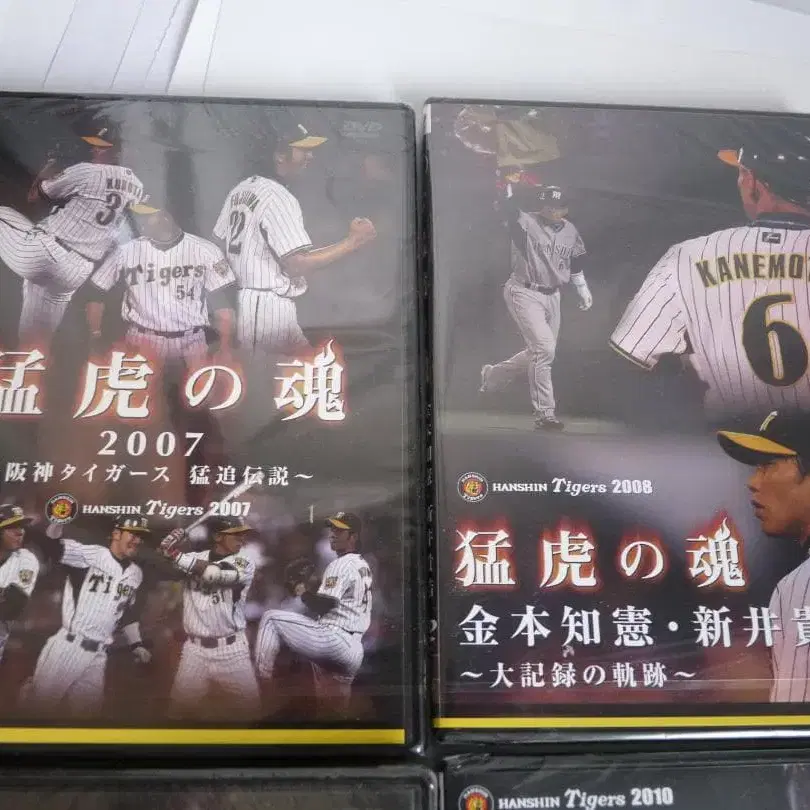 DVD
22
Tigers
54
猛虎の魂
2007
阪神タイガース 猛追伝説～
HANSHIN Tigers 2007
Tigers
51
KANEMOT
6
HANSHIN Tigers 2008
猛虎の魂
金本知憲・新井貴
～大記録の軌跡～
HANSHIN Tigers 2010